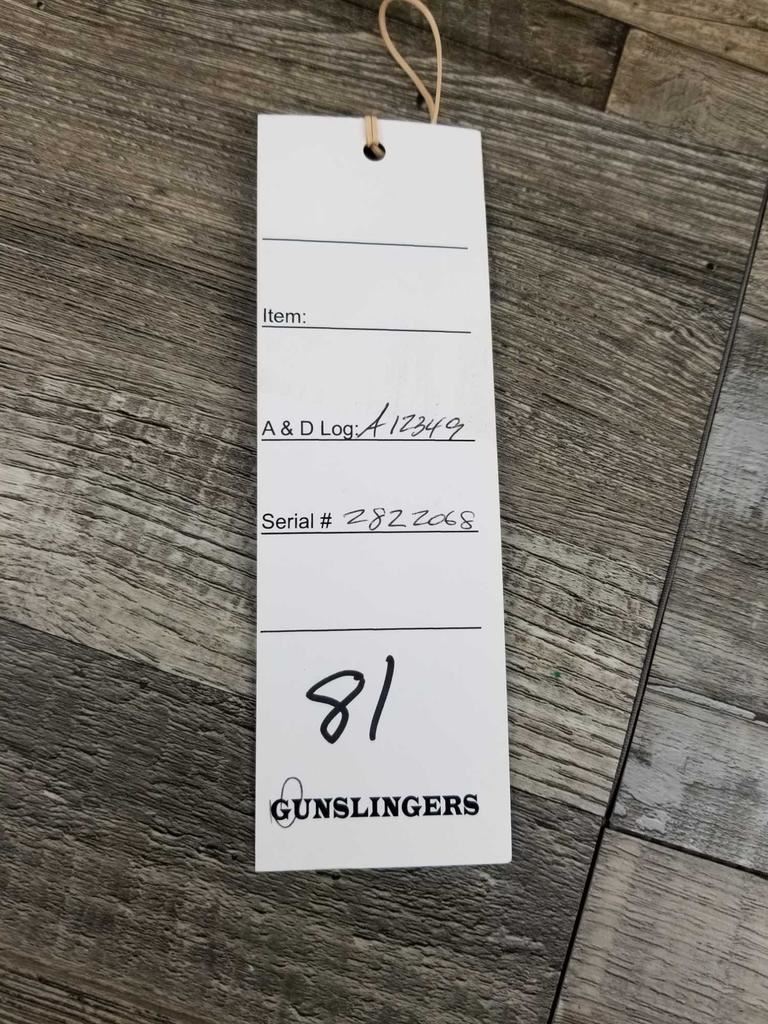 Item:
A & D Log: A12349
Serial # 2822068
81
GUNSLINGERS